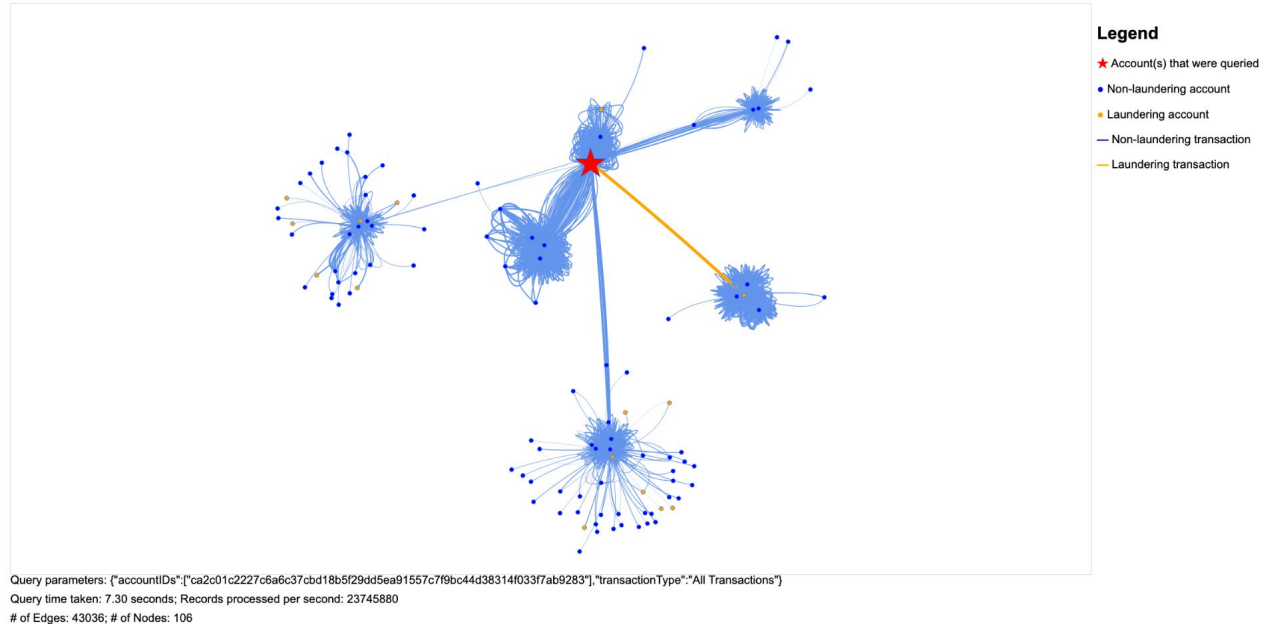 Legend
Account(s) that were queried
Non-laundering account
Laundering account
Non-laundering transaction
Laundering transaction
Query parameters: {"accountIDs":["ca2c01c2227c6a6c37cbd18b5f29dd5ea91557c7f9bc44d38314f033f7ab9283"],"transactionType":"All Transactions"}
Query time taken: 7.30 seconds; Records processed per second: 23745880
# of Edges: 43036; # of Nodes: 106